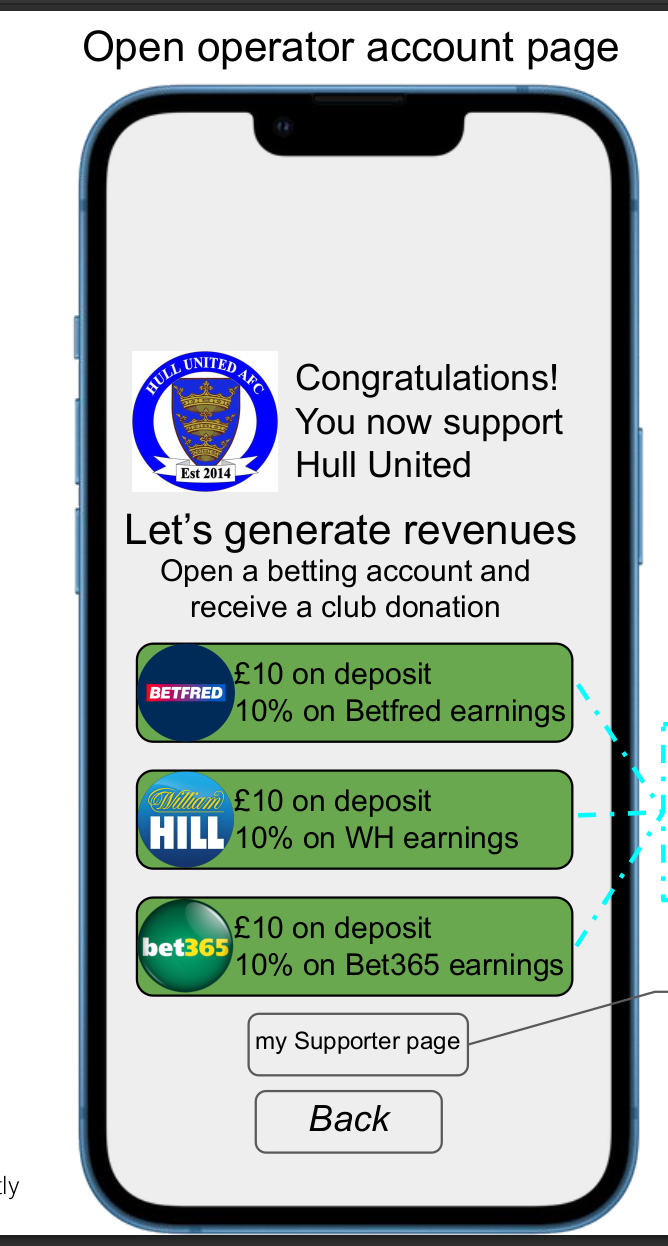 Open operator account page
HULL UNITED AFC
Est 2014
Congratulations!
You now support
Hull United
Let's generate revenues
Open a betting account and
receive a club donation
BETFRED
£10 on deposit
10% on Betfred earnings
William
HILL
£10 on deposit
10% on WH earnings
bet365
£10 on deposit
10% on Bet365 earnings
my Supporter page
Back